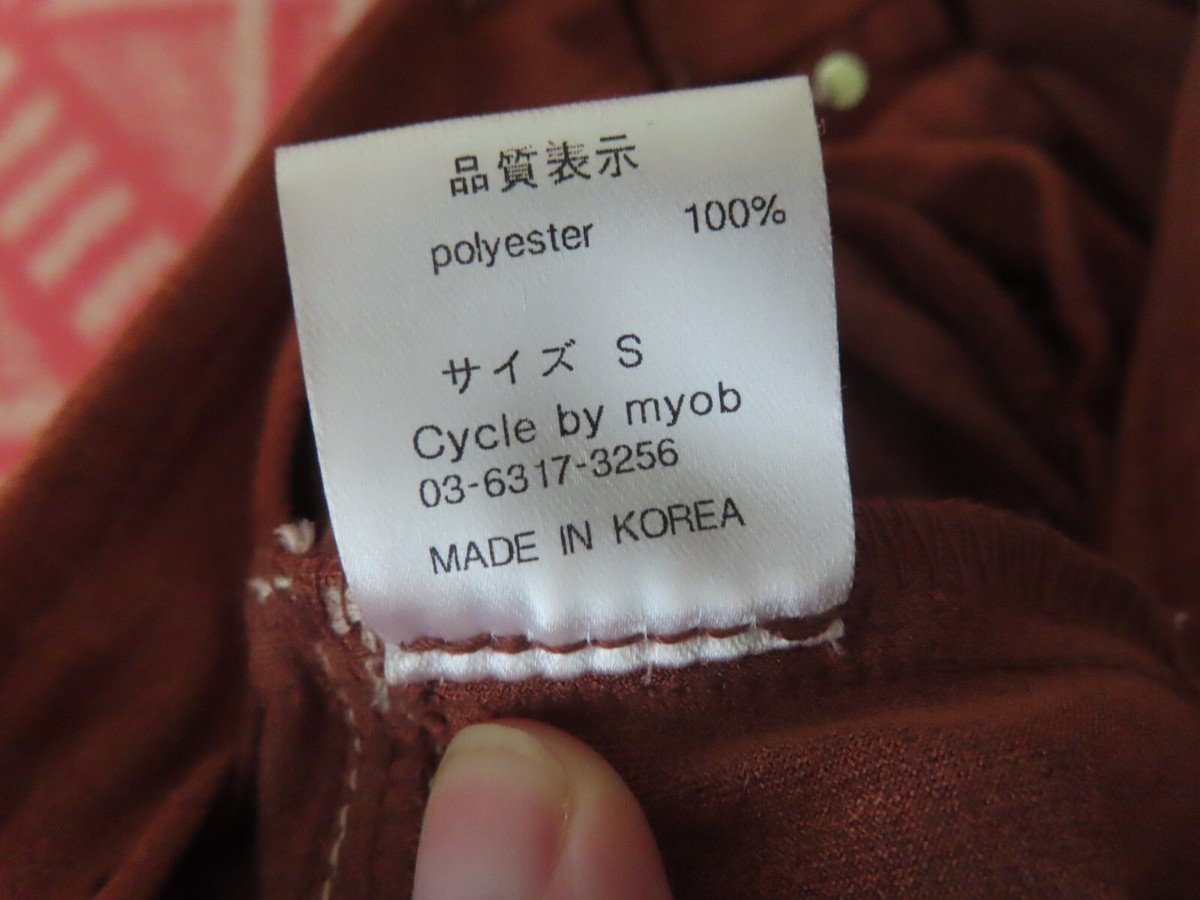 品質表示
polyester 100%
サイズ S
Cycle by myob
03-6317-3256
MADE IN KOREA